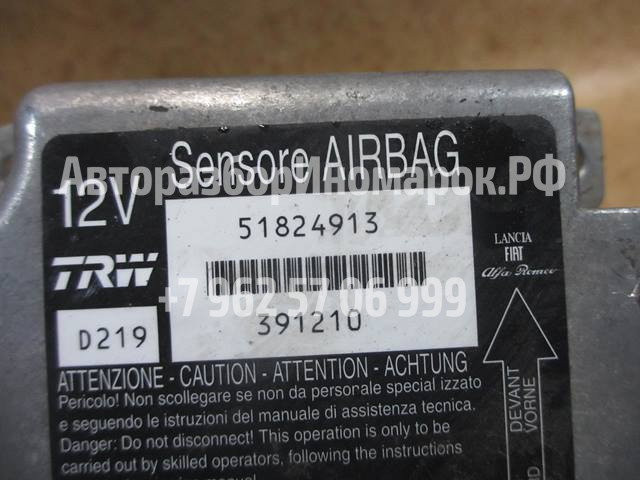 Sensore AIRBAG
АвторазборИномарок.РФ
12V
51824913
TRW
LANCIA
FIAT
Alfa Romeo
+7 962 57 06 999
D219
391210
ATTENZIONE - CAUTION - ATTENTION - ACHTUNG
Pericolo! Non scollegare se non da personale special izzato
e seguendo le istruzioni del manuale di assistenza tecnica.
Danger: Do not disconnect! This operation is only to be
carried out by skilled operators, following the instructions
DEVANT
VORNE